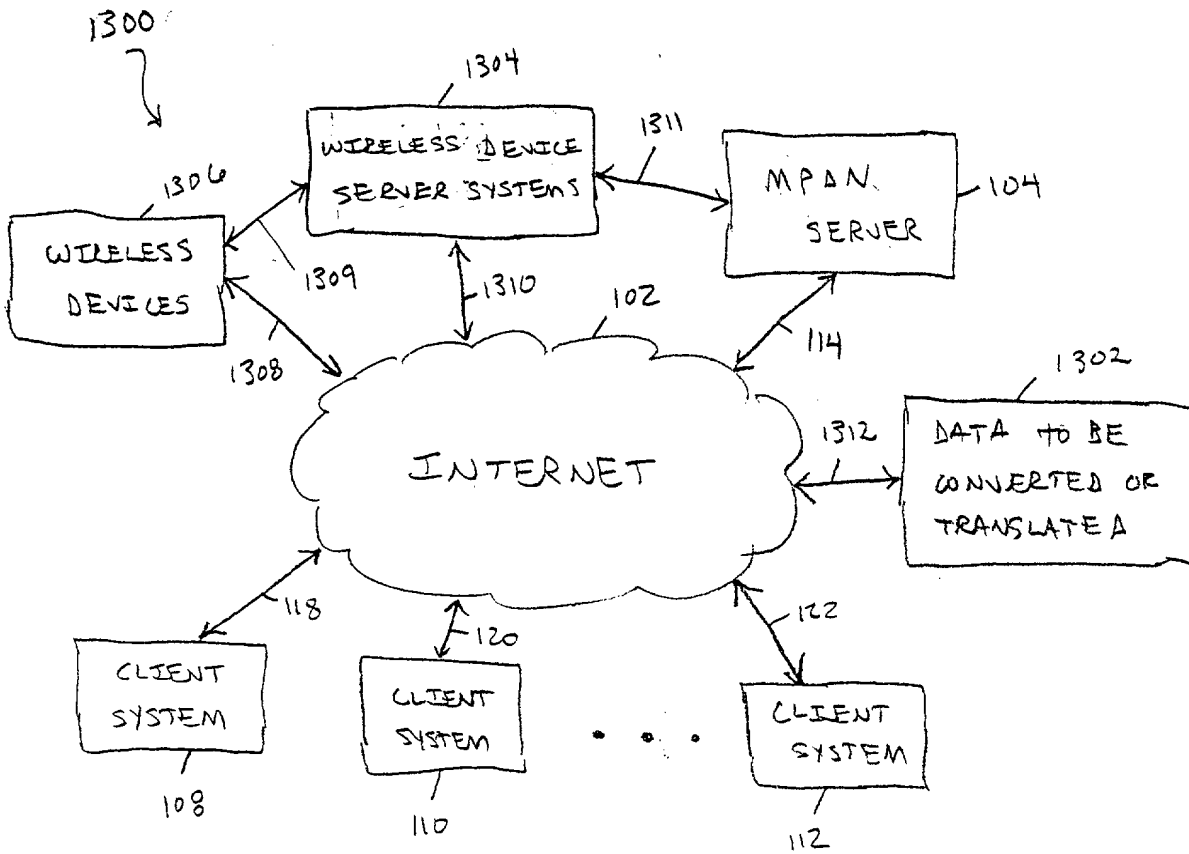 1300
1304
WIRELESS DEVICE
SERVER SYSTEMS
1311
MPAN.
SERVER
104
1306
WIRELESS
DEVICES
1309
1310
102
114
1308
1302
INTERNET
1312
DATA TO BE
CONVERTED OR
TRANSLATED
118
120
122
CLIENT
SYSTEM
CLIENT
SYSTEM
. . .
CLIENT
SYSTEM
108
110
112